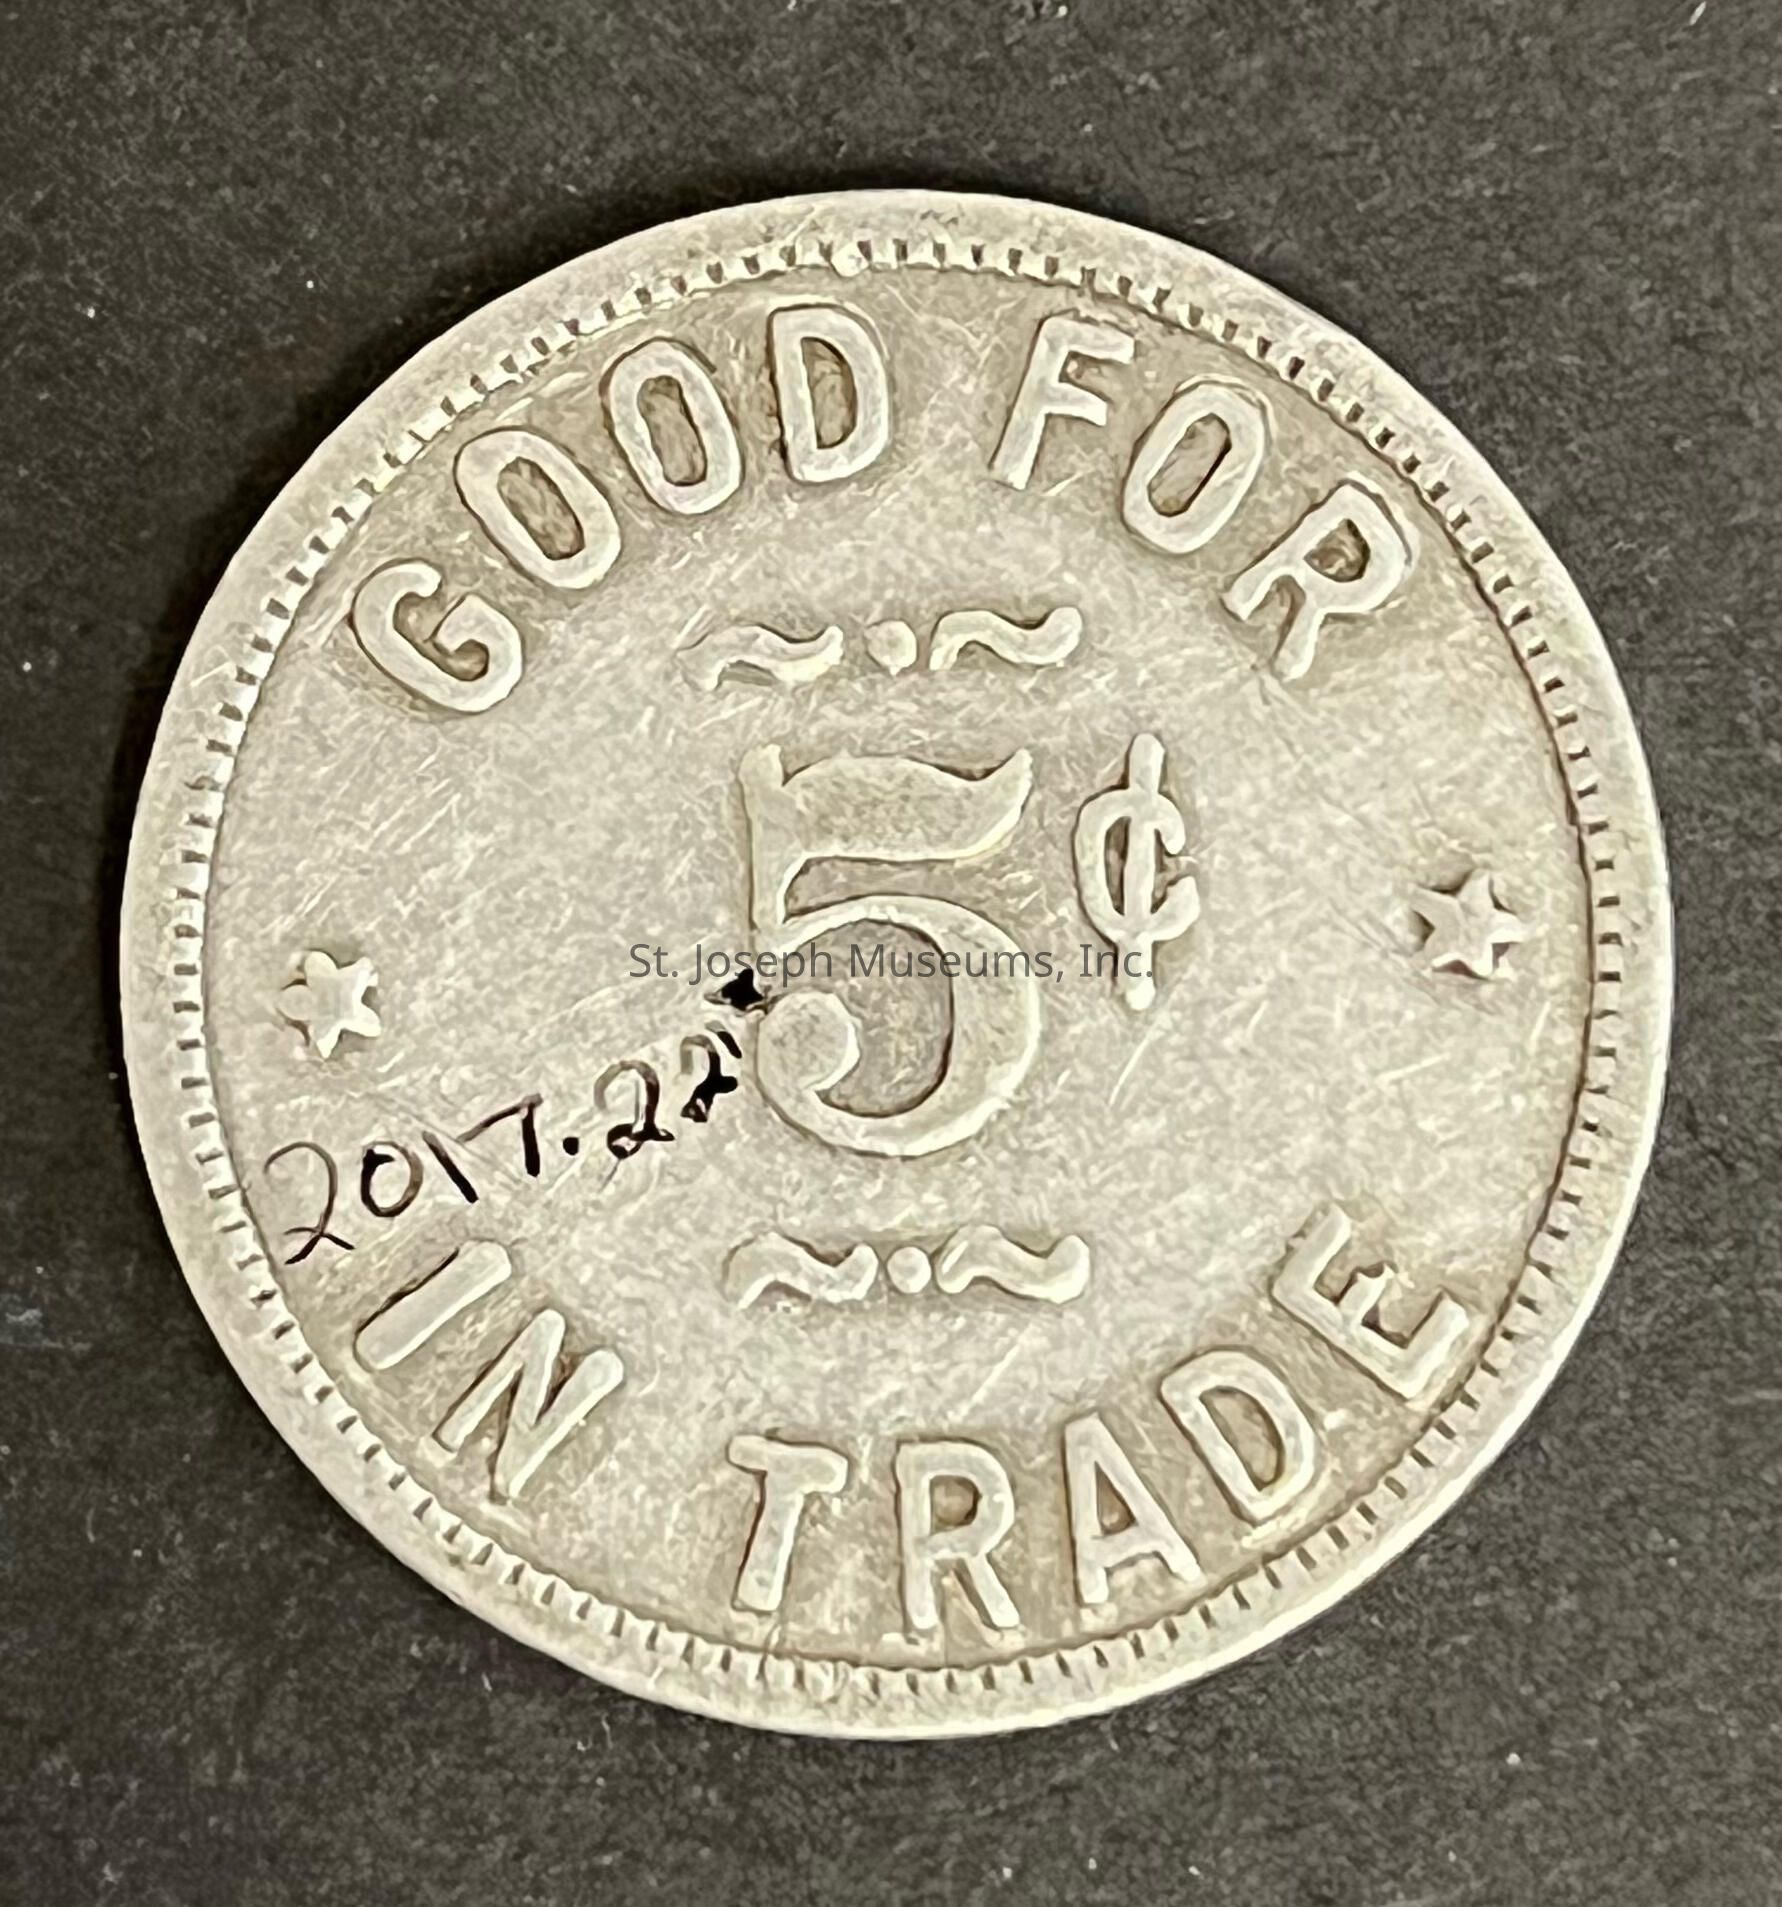 GOOD FOR
5¢
St. Joseph Museums, Inc.
2017.22
IN TRADE